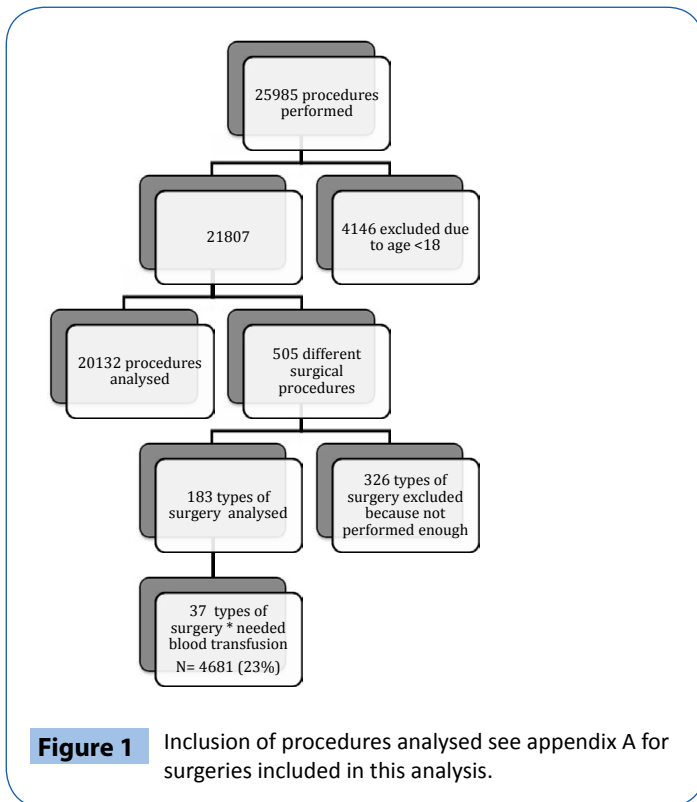 25985 procedures
performed
21807
4146 excluded due
to age <18
20132 procedures
analysed
505 different
surgical
procedures
183 types of
surgery analysed
326 types of
surgery excluded
because not
performed enough
37 types of
surgery * needed
blood transfusion
N= 4681 (23%)
Figure 1 Inclusion of procedures analysed see appendix A for
surgeries included in this analysis.